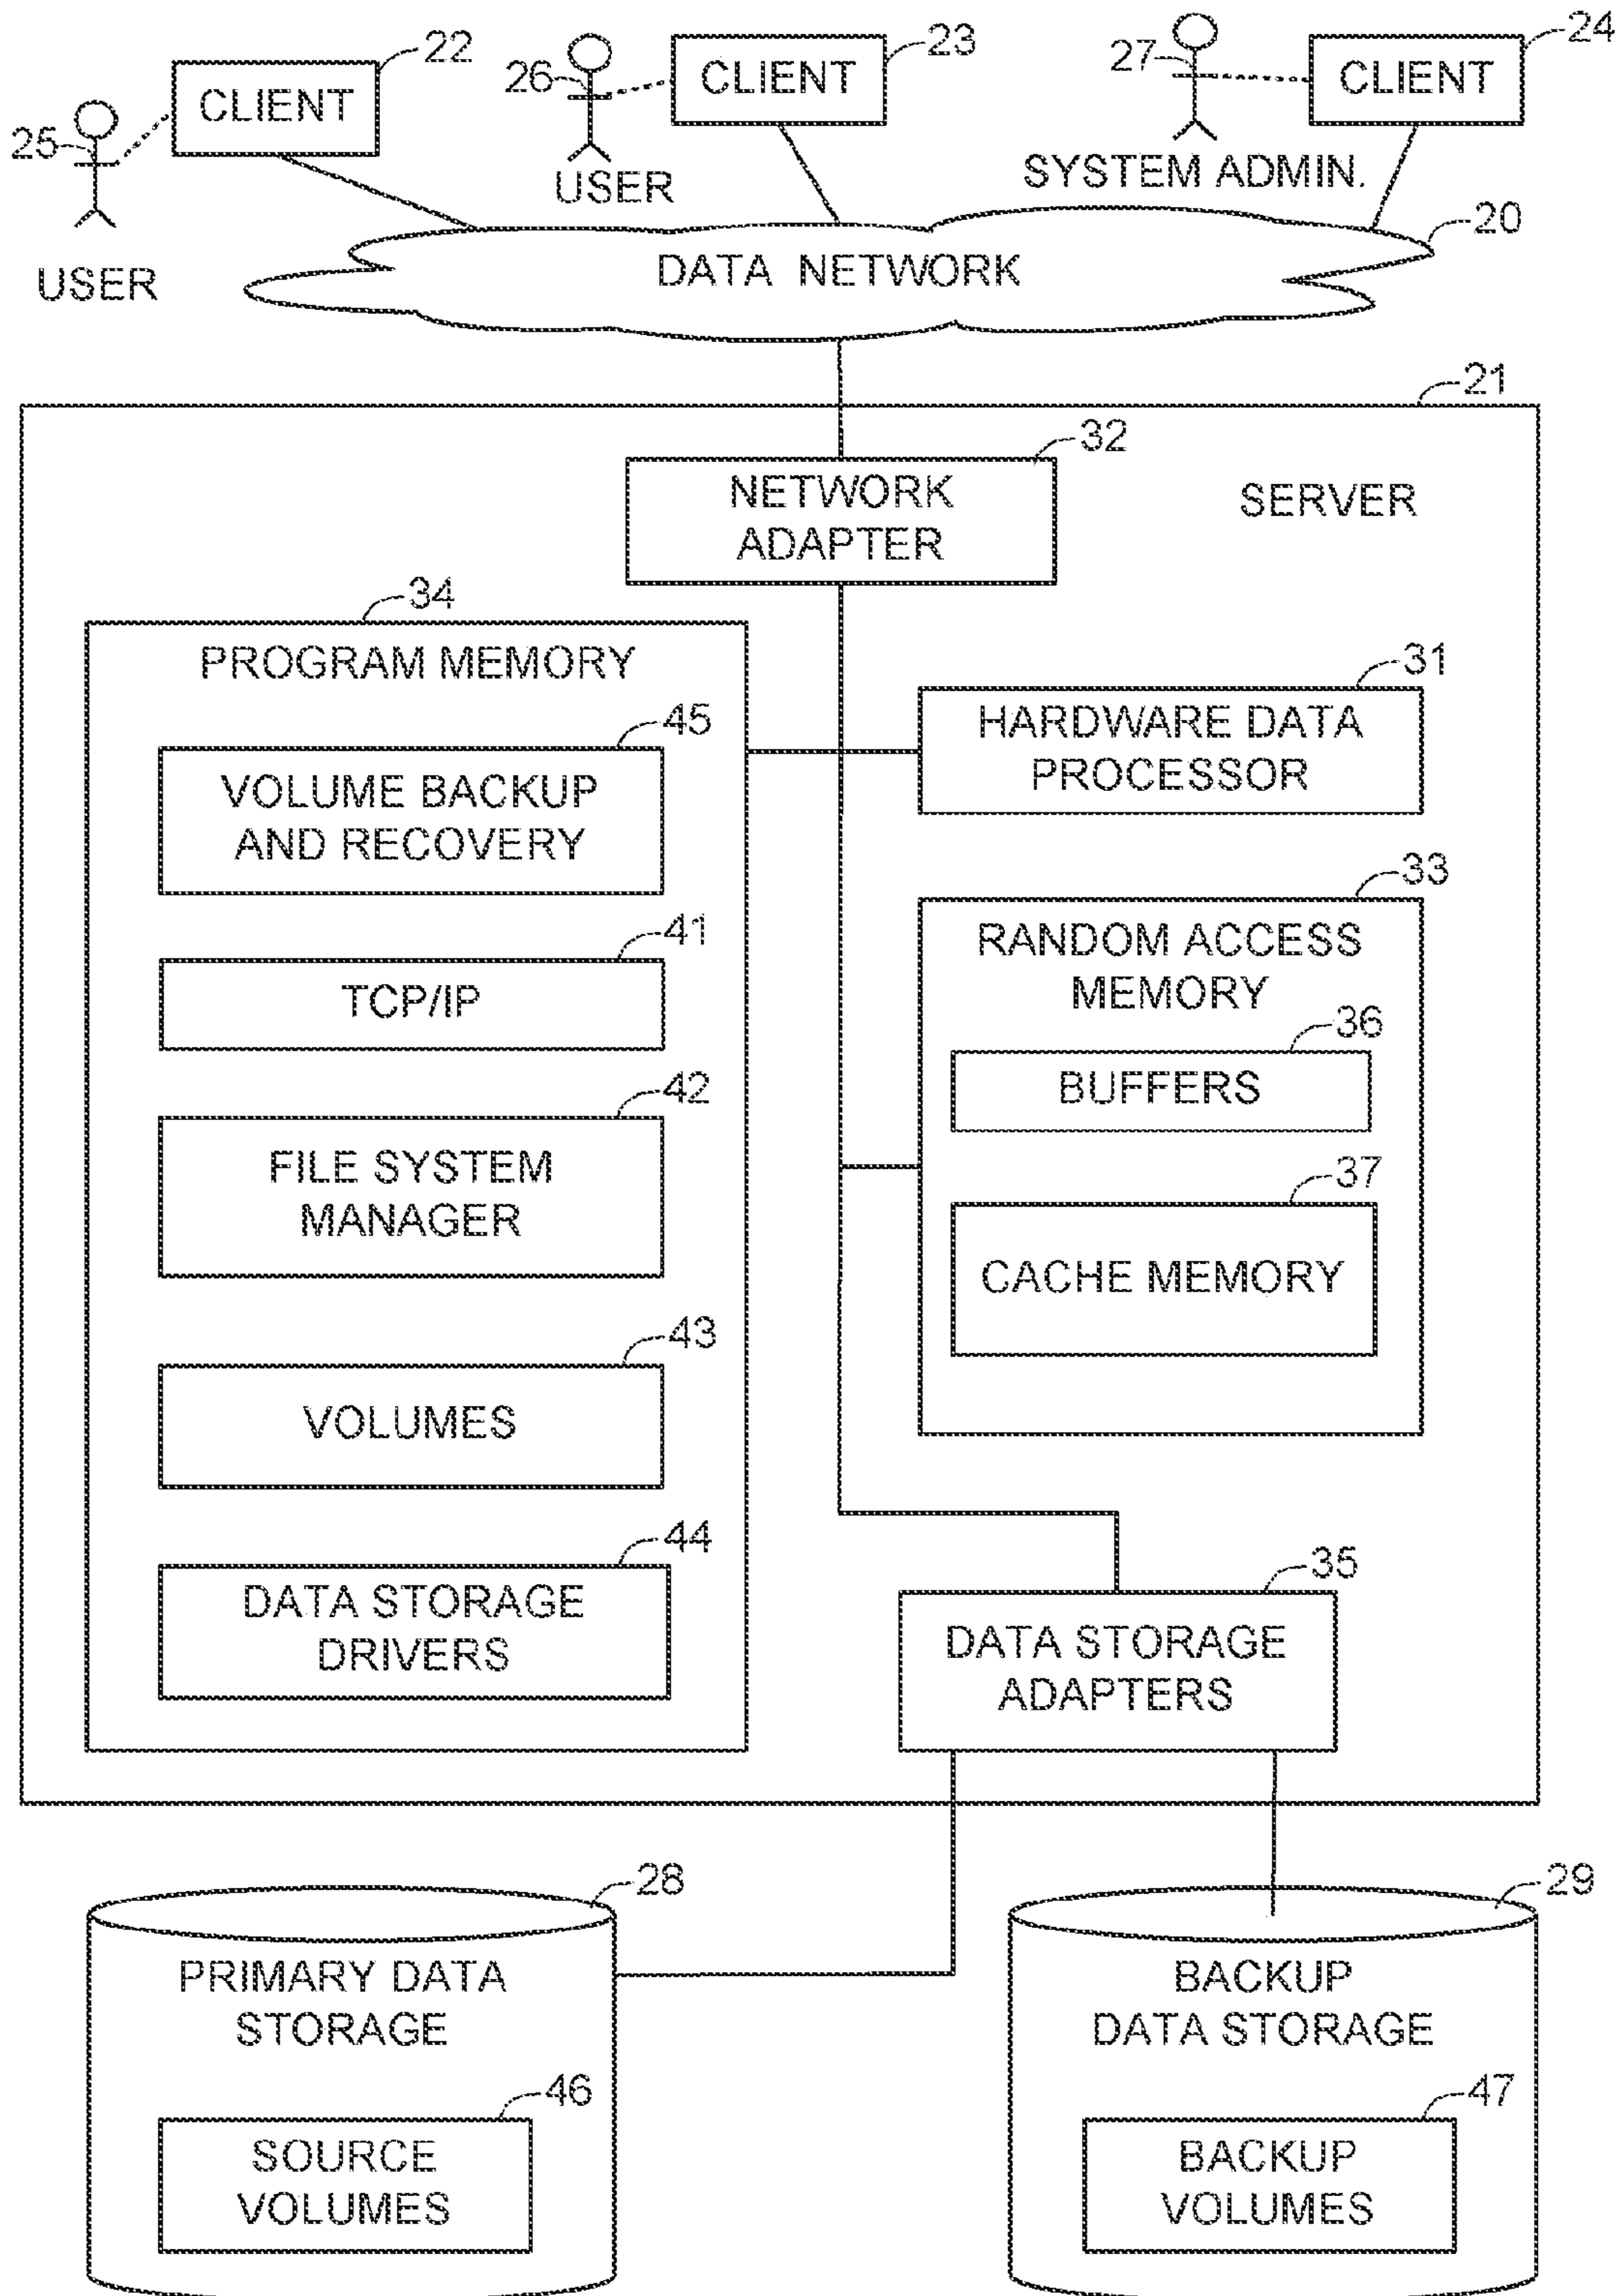 22
CLIENT
25
USER
26
23
CLIENT
USER
27
24
CLIENT
SYSTEM ADMIN.
20
DATA NETWORK
21
SERVER
32
NETWORK
ADAPTER
34
PROGRAM MEMORY
45
VOLUME BACKUP
AND RECOVERY
41
TCP/IP
42
FILE SYSTEM
MANAGER
43
VOLUMES
44
DATA STORAGE
DRIVERS
31
HARDWARE DATA
PROCESSOR
33
RANDOM ACCESS
MEMORY
36
BUFFERS
37
CACHE MEMORY
35
DATA STORAGE
ADAPTERS
28
PRIMARY DATA
STORAGE
46
SOURCE
VOLUMES
29
BACKUP
DATA STORAGE
47
BACKUP
VOLUMES